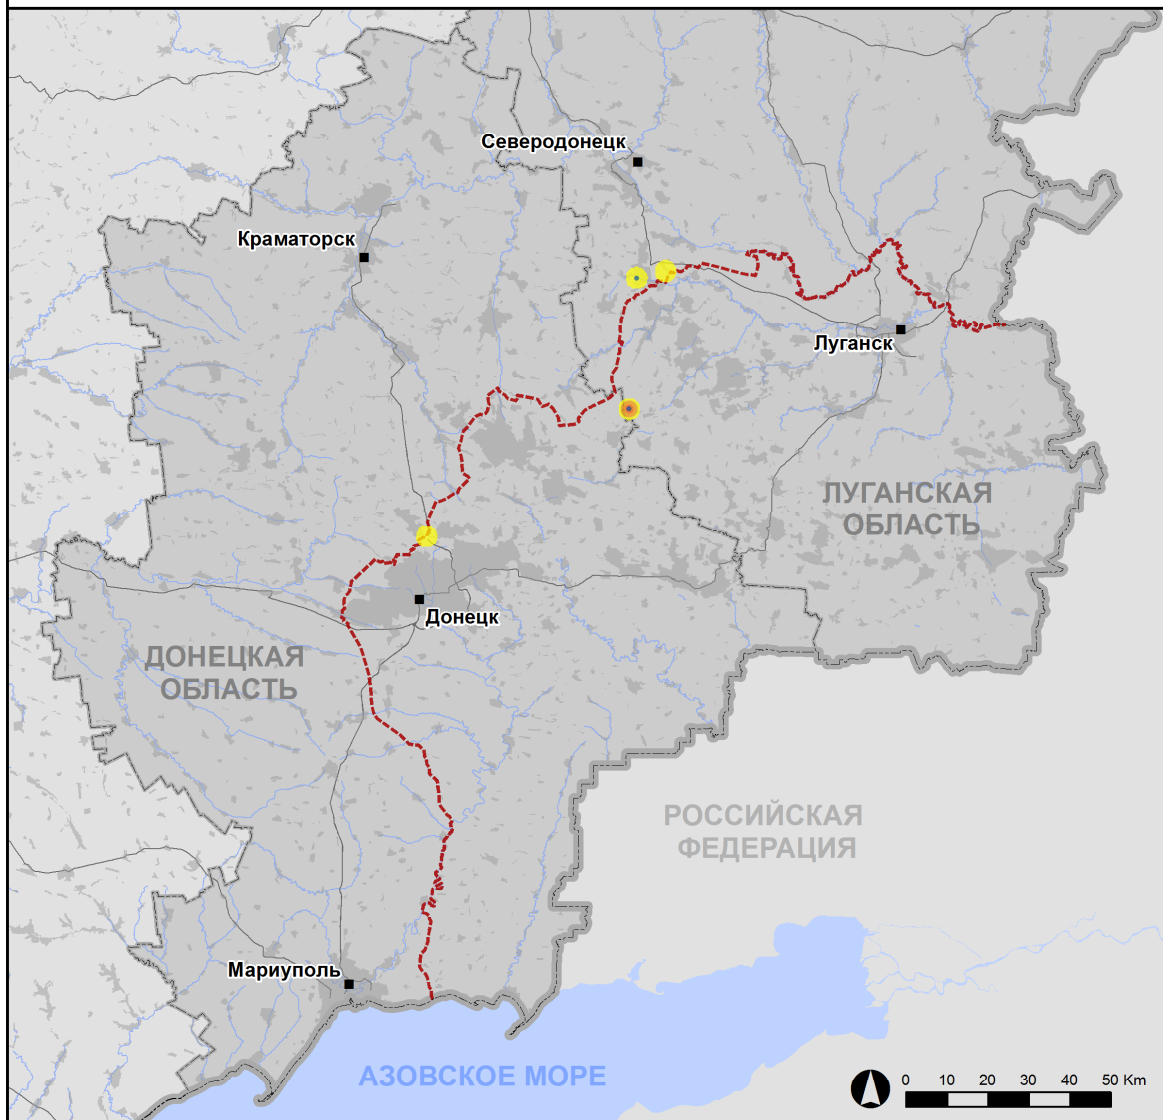 Северодонецк
Краматорск
Луганск
ЛУГАНСКАЯ
ОБЛАСТЬ
Донецк
ДОНЕЦКАЯ
ОБЛАСТЬ
РОССИЙСКАЯ
ФЕДЕРАЦИЯ
Мариуполь
АЗОВСКОЕ МОРЕ
0 10 20 30 40 50 Km